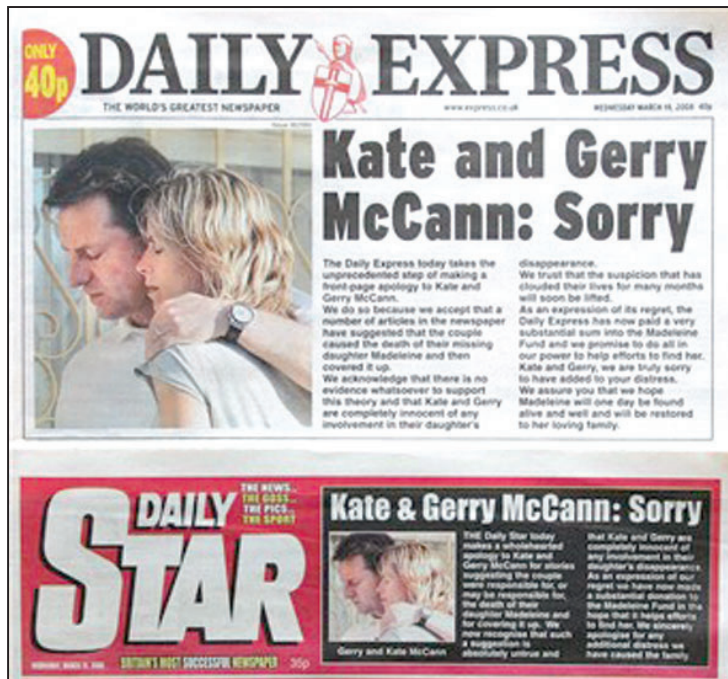 ONLY
40p
DAILY EXPRESS
THE WORLD'S GREATEST NEWSPAPER
www.express.co.uk
WEDNESDAY MARCH 19, 2008 40p
Kate and Gerry
McCann: Sorry
The Daily Express today takes the
unprecedented step of making a
front-page apology to Kate and
Gerry McCann.
We do so because we accept that a
number of articles in the newspaper
have suggested that the couple
caused the death of their missing
daughter Madeleine and then
covered it up.
We acknowledge that there is no
evidence whatsoever to support
this theory and that Kate and Gerry
are completely innocent of any
involvement in their daughter's
disappearance.
We trust that the suspicion that has
clouded their lives for many months
will soon be lifted.
As an expression of its regret, the
Daily Express has now paid a very
substantial sum into the Madeleine
Fund and we promise to do all in
our power to help efforts to find her.
Kate and Gerry, we are truly sorry
to have added to your distress.
We assure you that we hope
Madeleine will one day be found
alive and well and will be restored
to her loving family.
DAILY
STAR
THE NEWS...
THE GOSS...
THE PICS...
THE SPORT
WEDNESDAY, MARCH 19, 2008
BRITAIN'S MOST SUCCESSFUL NEWSPAPER 35p
Kate & Gerry McCann: Sorry
Gerry and Kate McCann
THE Daily Star today
makes a wholehearted
apology to Kate and
Gerry McCann for stories
suggesting the couple
were responsible for, or
may be responsible for,
the death of their
daughter Madeleine and
for covering it up. We
now recognise that such
a suggestion is
absolutely untrue and
that Kate and Gerry are
completely innocent of
any involvement in their
daughter's disappearance.
As an expression of our
regret we have now made
a substantial donation to
the Madeleine Fund in the
hope that it helps efforts
to find her. We sincerely
apologise for any
additional distress we
have caused the family